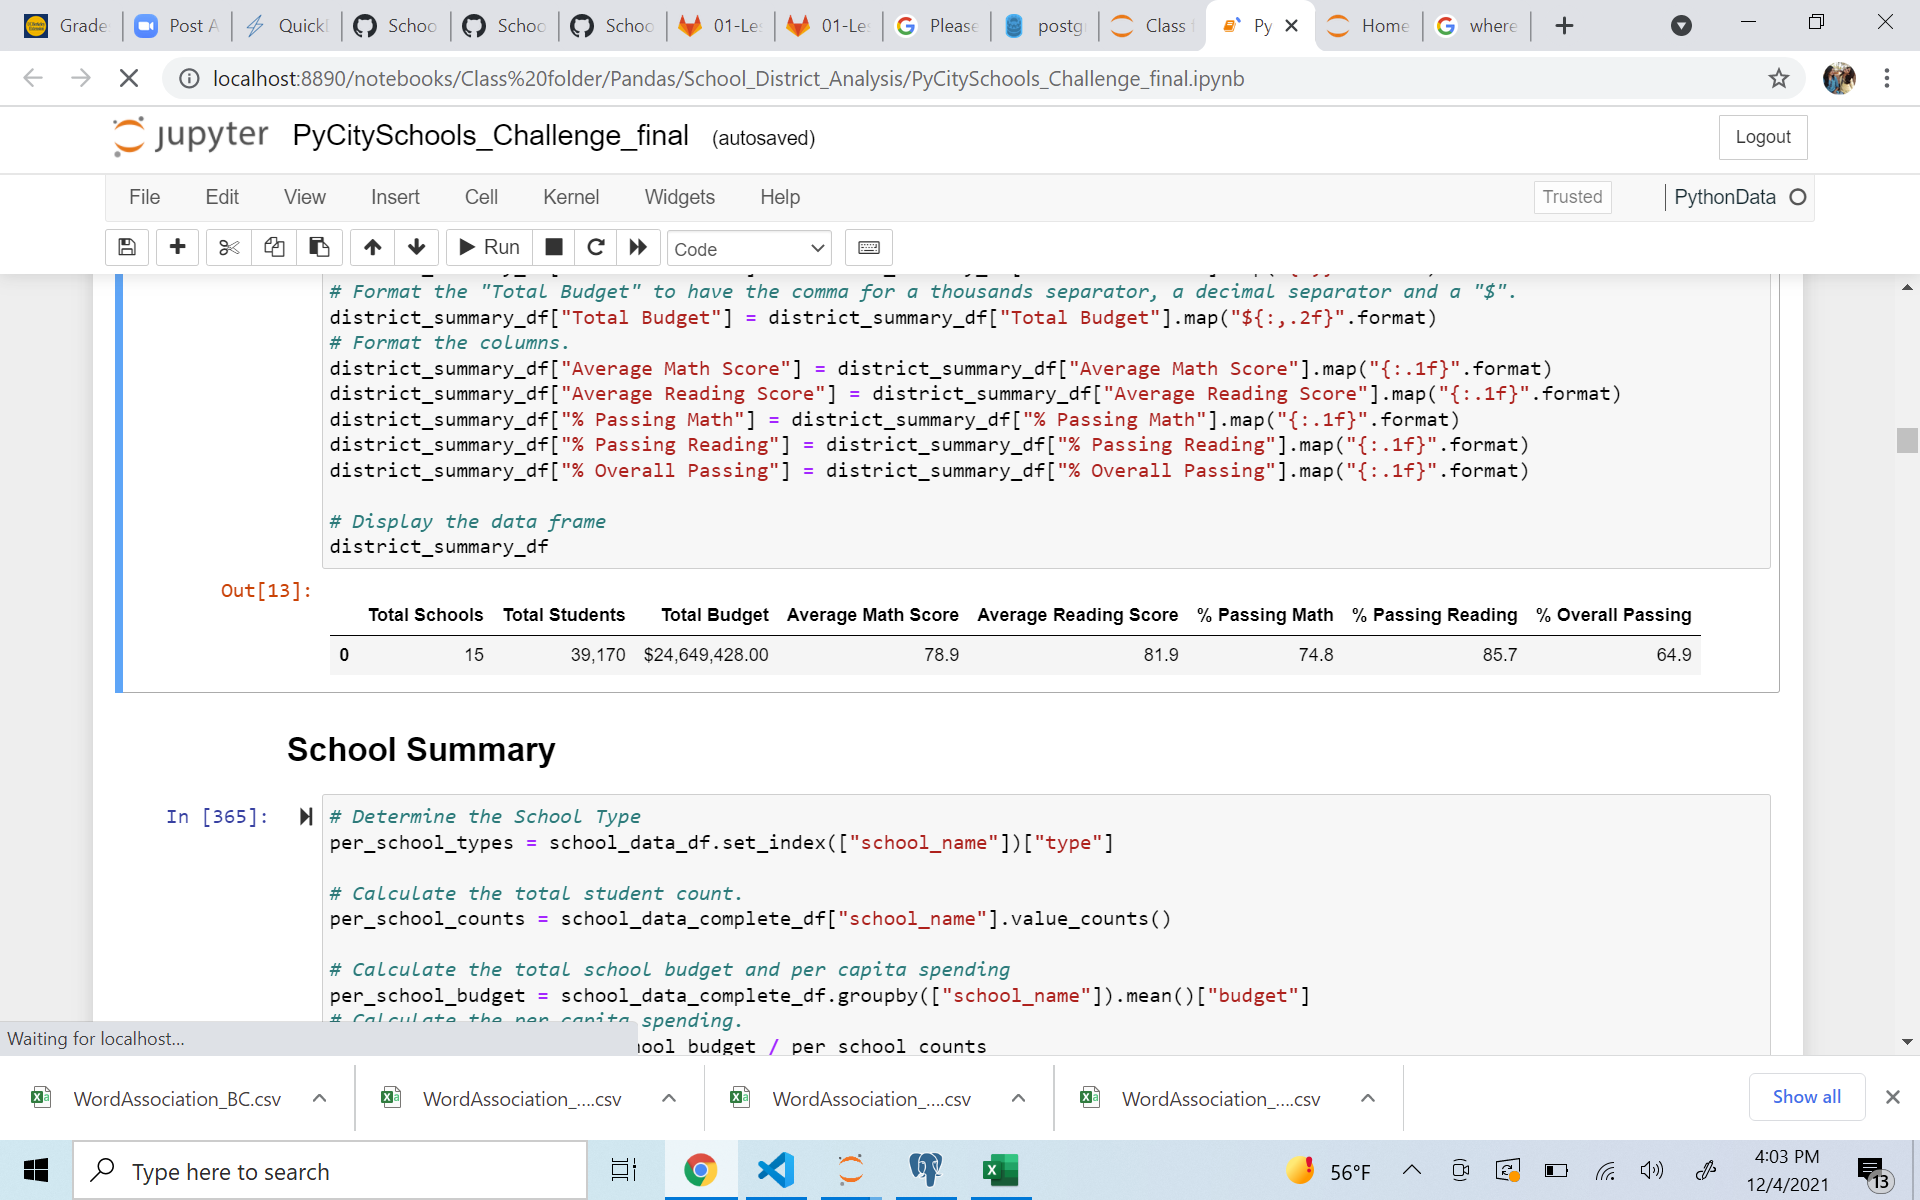 Grade
Post A
Quick
Schoo
Schoo
Schoo
01-Le
01-Le
Please
postg
Class
Py
Home
where
localhost:8890/notebooks/Class%20folder/Pandas/School_District_Analysis/PyCitySchools_Challenge_final.ipynb
jupyter PyCitySchools_Challenge_final (autosaved)
Logout
File Edit View Insert Cell Kernel Widgets Help
Trusted
PythonData
Run
Code
# Format the "Total Budget" to have the comma for a thousands separator, a decimal separator and a "$".
district_summary_df["Total Budget"] = district_summary_df["Total Budget"].map("${:,.2f}".format)
# Format the columns.
district_summary_df["Average Math Score"] = district_summary_df["Average Math Score"].map("{:.1f}".format)
district_summary_df["Average Reading Score"] = district_summary_df["Average Reading Score"].map("{:.1f}".format)
district_summary_df["% Passing Math"] = district_summary_df["% Passing Math"].map("{:.1f}".format)
district_summary_df["% Passing Reading"] = district_summary_df["% Passing Reading"].map("{:.1f}".format)
district_summary_df["% Overall Passing"] = district_summary_df["% Overall Passing"].map("{:.1f}".format)
# Display the data frame
district_summary_df
Out[13]:
Total Schools Total Students Total Budget Average Math Score Average Reading Score % Passing Math % Passing Reading % Overall Passing
0 15 39,170 $24,649,428.00 78.9 81.9 74.8 85.7 64.9
School Summary
In [365]:
# Determine the School Type
per_school_types = school_data_df.set_index(["school_name"])["type"]
# Calculate the total student count.
per_school_counts = school_data_complete_df["school_name"].value_counts()
# Calculate the total school budget and per capita spending
per_school_budget = school_data_complete_df.groupby(["school_name"]).mean()["budget"]
# Calculate the per capita spending.
hool_budget / per_school_counts
Waiting for localhost...
WordAssociation_BC.csv
WordAssociation_....csv
WordAssociation_....csv
WordAssociation_....csv
Show all
Type here to search
56°F
4:03 PM
12/4/2021
13